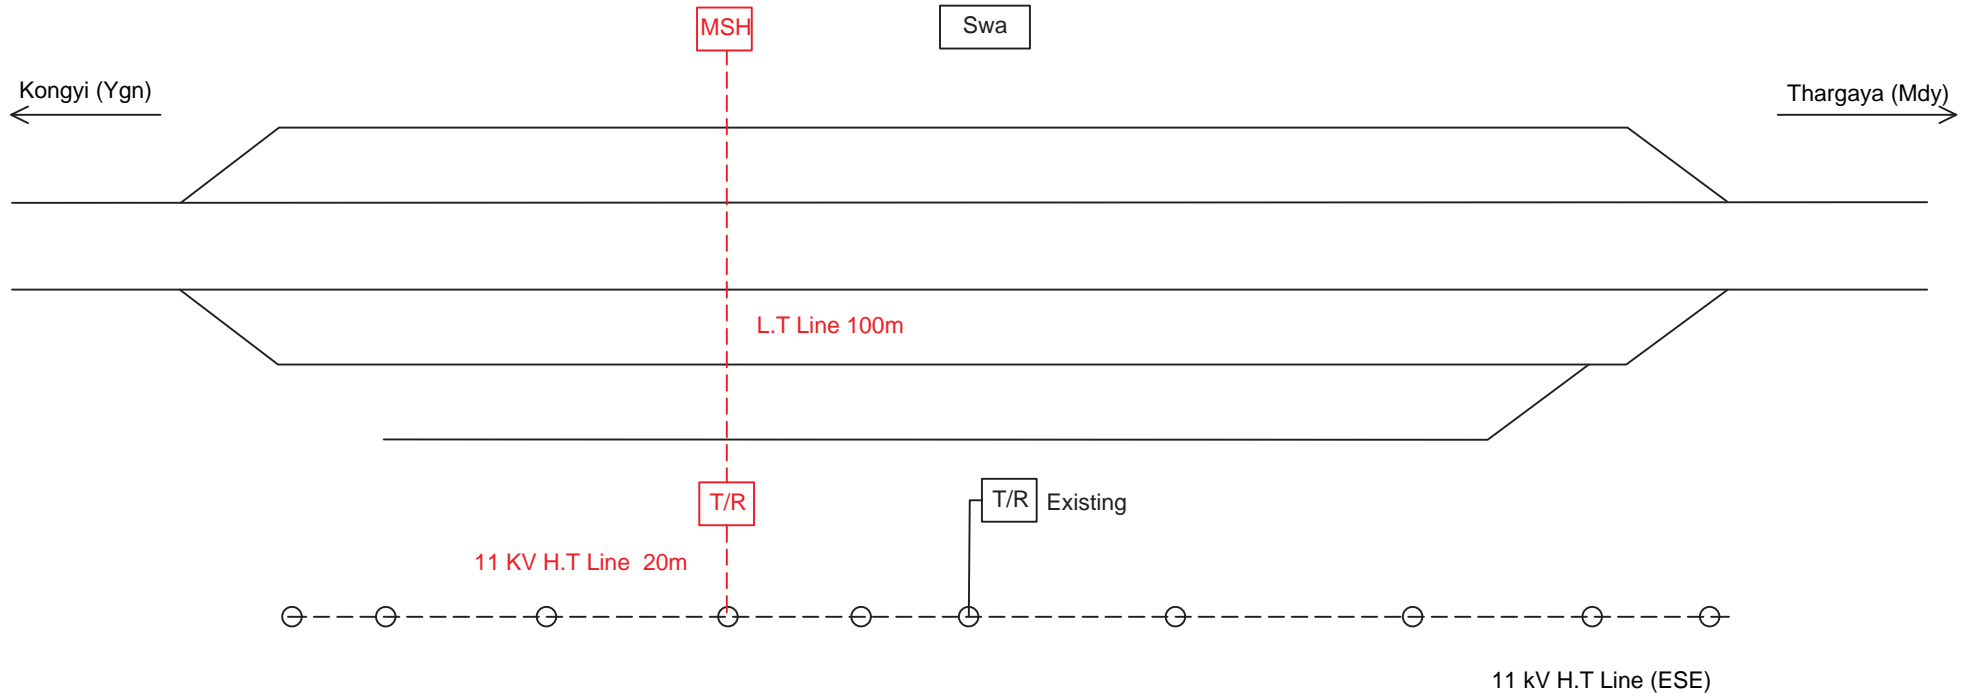 MSH
Swa
Kongyi (Ygn)
Thargaya (Mdy)
L.T Line 100m
T/R
T/R Existing
11 KV H.T Line  20m
11 kV H.T Line (ESE)